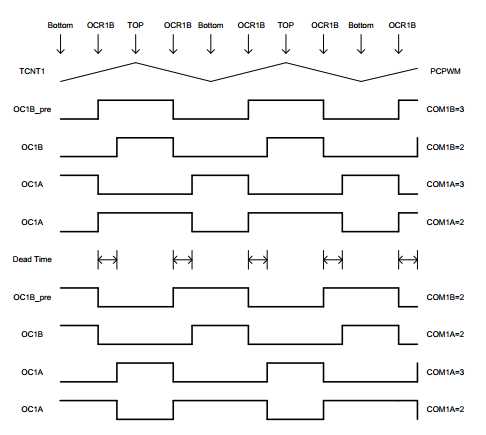 Bottom OCR1B TOP OCR1B Bottom OCR1B TOP OCR1B Bottom OCR1B
TCNT1 PCPWM
OC1B_pre COM1B=3
OC1B COM1B=2
OC1A COM1A=3
OC1A COM1A=2
Dead Time
OC1B_pre COM1B=2
OC1B COM1A=2
OC1A COM1A=3
OC1A COM1A=2